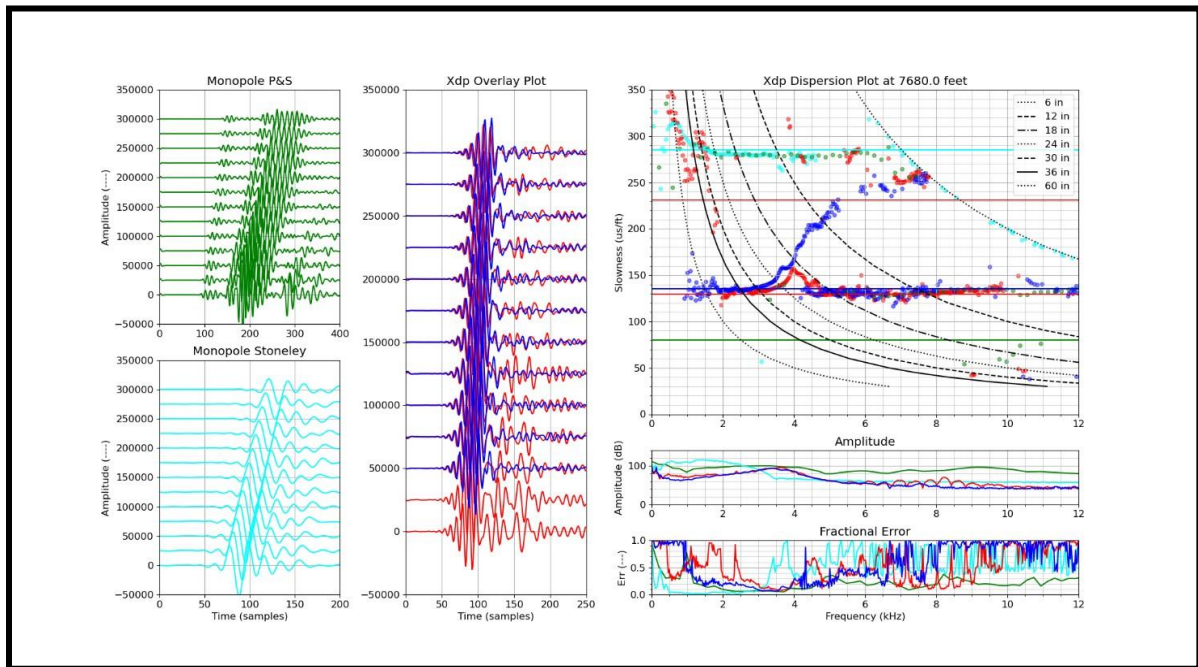 Monopole P&S
350000
300000
250000
200000
150000
100000
50000
0
−50000
Amplitude (----)
0 100 200 300 400
Monopole Stoneley
350000
300000
250000
200000
150000
100000
50000
0
−50000
Amplitude (----)
0 50 100 150 200
Time (samples)
Xdp Overlay Plot
350000
300000
250000
200000
150000
100000
50000
0
−50000
0 50 100 150 200 250
Time (samples)
Xdp Dispersion Plot at 7680.0 feet
350
300
250
200
150
100
50
0
Slowness (us/ft)
6 in
12 in
18 in
24 in
30 in
36 in
60 in
0 2 4 6 8 10 12
Amplitude
100
0
Amplitude (dB)
0 2 4 6 8 10 12
Fractional Error
1.0
0.5
0.0
Err (---)
0 2 4 6 8 10 12
Frequency (kHz)